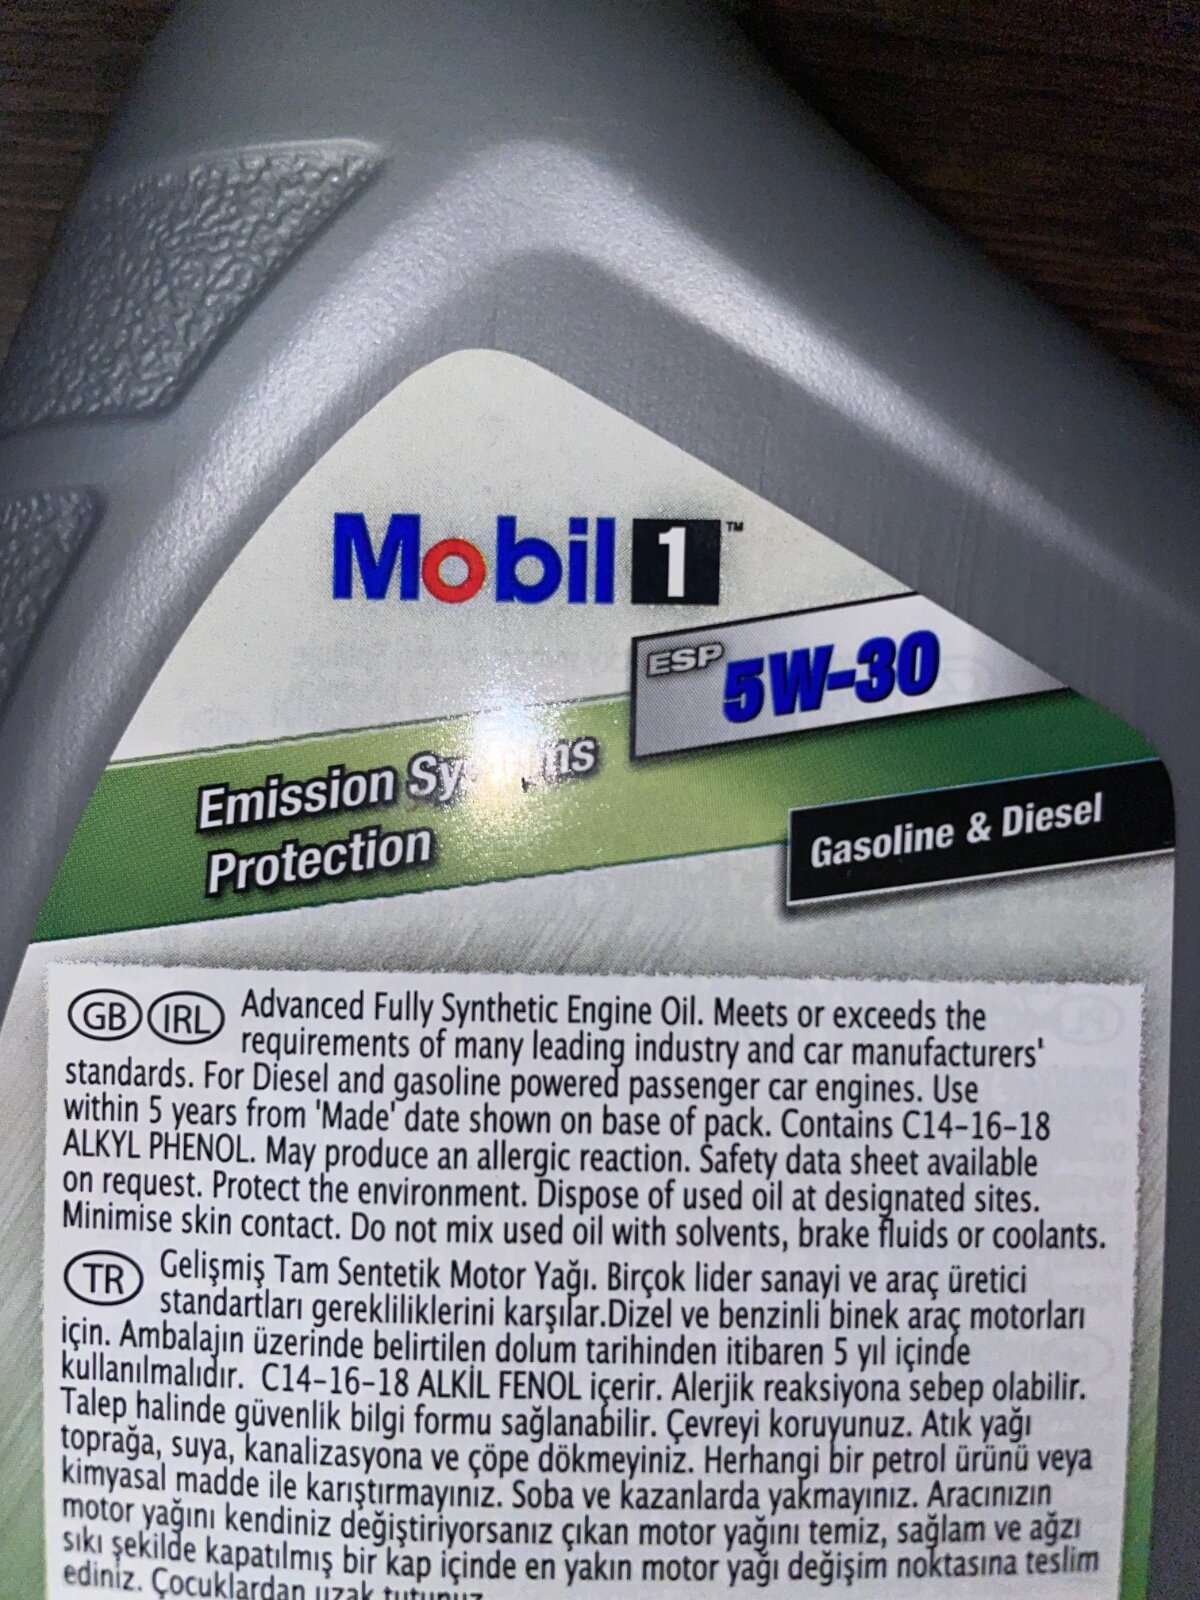 Mobil 1™
ESP 5W-30
Emission Systems
Protection
Gasoline & Diesel
GB IRL Advanced Fully Synthetic Engine Oil. Meets or exceeds the
requirements of many leading industry and car manufacturers'
standards. For Diesel and gasoline powered passenger car engines. Use
within 5 years from 'Made' date shown on base of pack. Contains C14-16-18
ALKYL PHENOL. May produce an allergic reaction. Safety data sheet available
on request. Protect the environment. Dispose of used oil at designated sites.
Minimise skin contact. Do not mix used oil with solvents, brake fluids or coolants.
TR Gelişmiş Tam Sentetik Motor Yağı. Birçok lider sanayi ve araç üretici
standartları gerekliliklerini karşılar.Dizel ve benzinli binek araç motorları
için. Ambalajın üzerinde belirtilen dolum tarihinden itibaren 5 yıl içinde
kullanılmalıdır. C14-16-18 ALKİL FENOL içerir. Alerjik reaksiyona sebep olabilir.
Talep halinde güvenlik bilgi formu sağlanabilir. Çevreyi koruyunuz. Atık yağı
toprağa, suya, kanalizasyona ve çöpe dökmeyiniz. Herhangi bir petrol ürünü veya
kimyasal madde ile karıştırmayınız. Soba ve kazanlarda yakmayınız. Aracınızın
motor yağını kendiniz değiştiriyorsanız çıkan motor yağını temiz, sağlam ve ağzı
sıkı şekilde kapatılmış bir kap içinde en yakın motor yağı değişim noktasına teslim
ediniz. Çocuklardan uzak tutunuz.